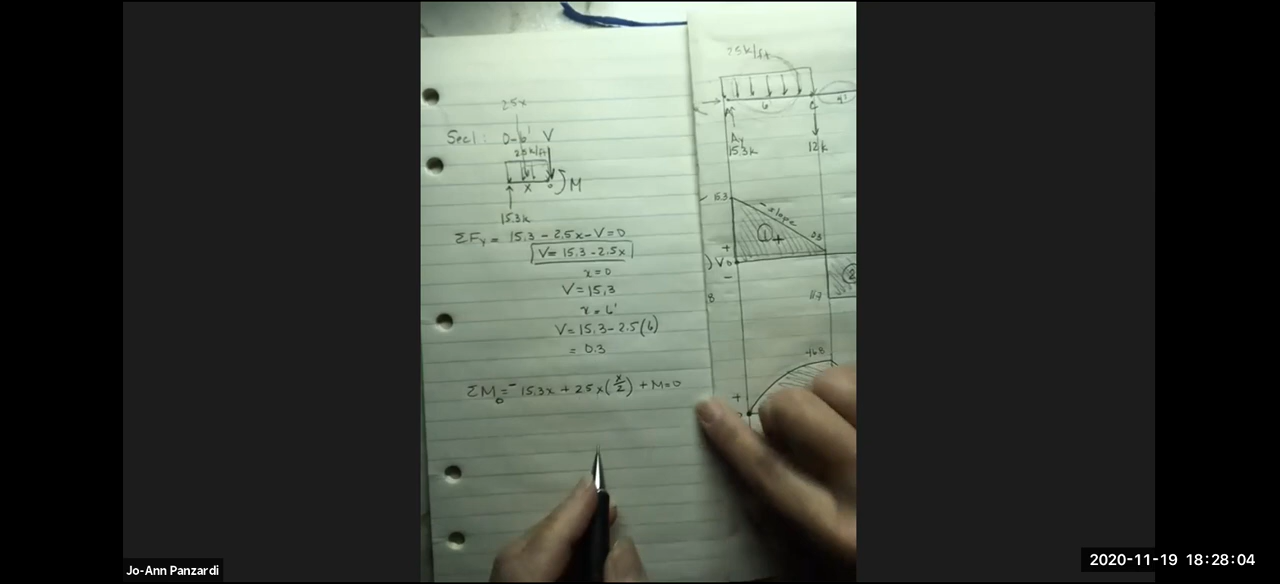 2.5x
Sec1: 0-6' V
2.5k/ft
x
o
M
15.3k
ΣFy = 15.3 - 2.5x - V = 0
V = 15.3 - 2.5x
x = 0
V = 15.3
x = 6'
V = 15.3 - 2.5(6)
= 0.3
ΣMo = -15.3x + 2.5x(x/2) + M = 0
2.5k/ft
6'
C
4'
Ay
15.3k
12k
15.3
- slope
0.3
1 +
+
V 0
-
2
8
11.7
46.8
+
Jo-Ann Panzardi
2020-11-19 18:28:04